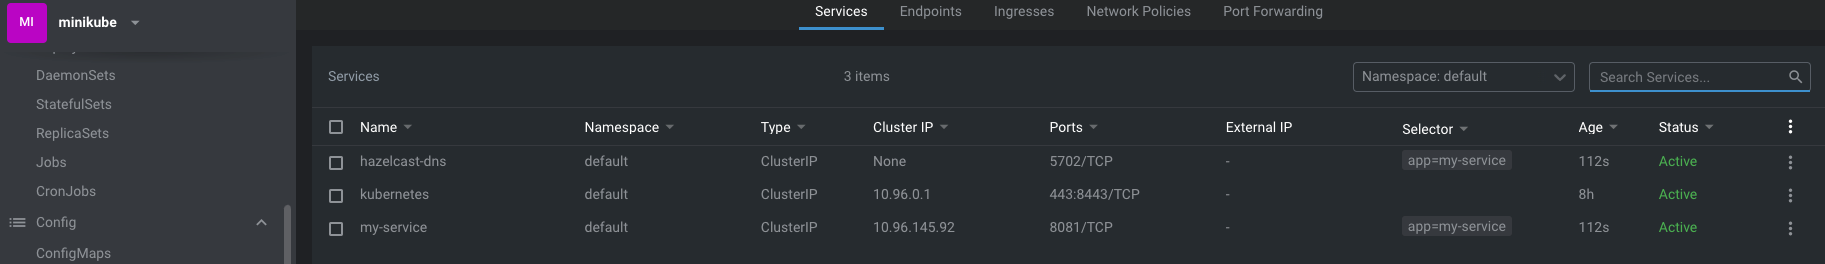 MI minikube
DaemonSets
StatefulSets
ReplicaSets
Jobs
CronJobs
Config
ConfigMaps
Services Endpoints Ingresses Network Policies Port Forwarding
Services 3 items Namespace: default Search Services...
Name Namespace Type Cluster IP Ports External IP Selector Age Status
hazelcast-dns default ClusterIP None 5702/TCP - app=my-service 112s Active
kubernetes default ClusterIP 10.96.0.1 443:8443/TCP - 8h Active
my-service default ClusterIP 10.96.145.92 8081/TCP - app=my-service 112s Active